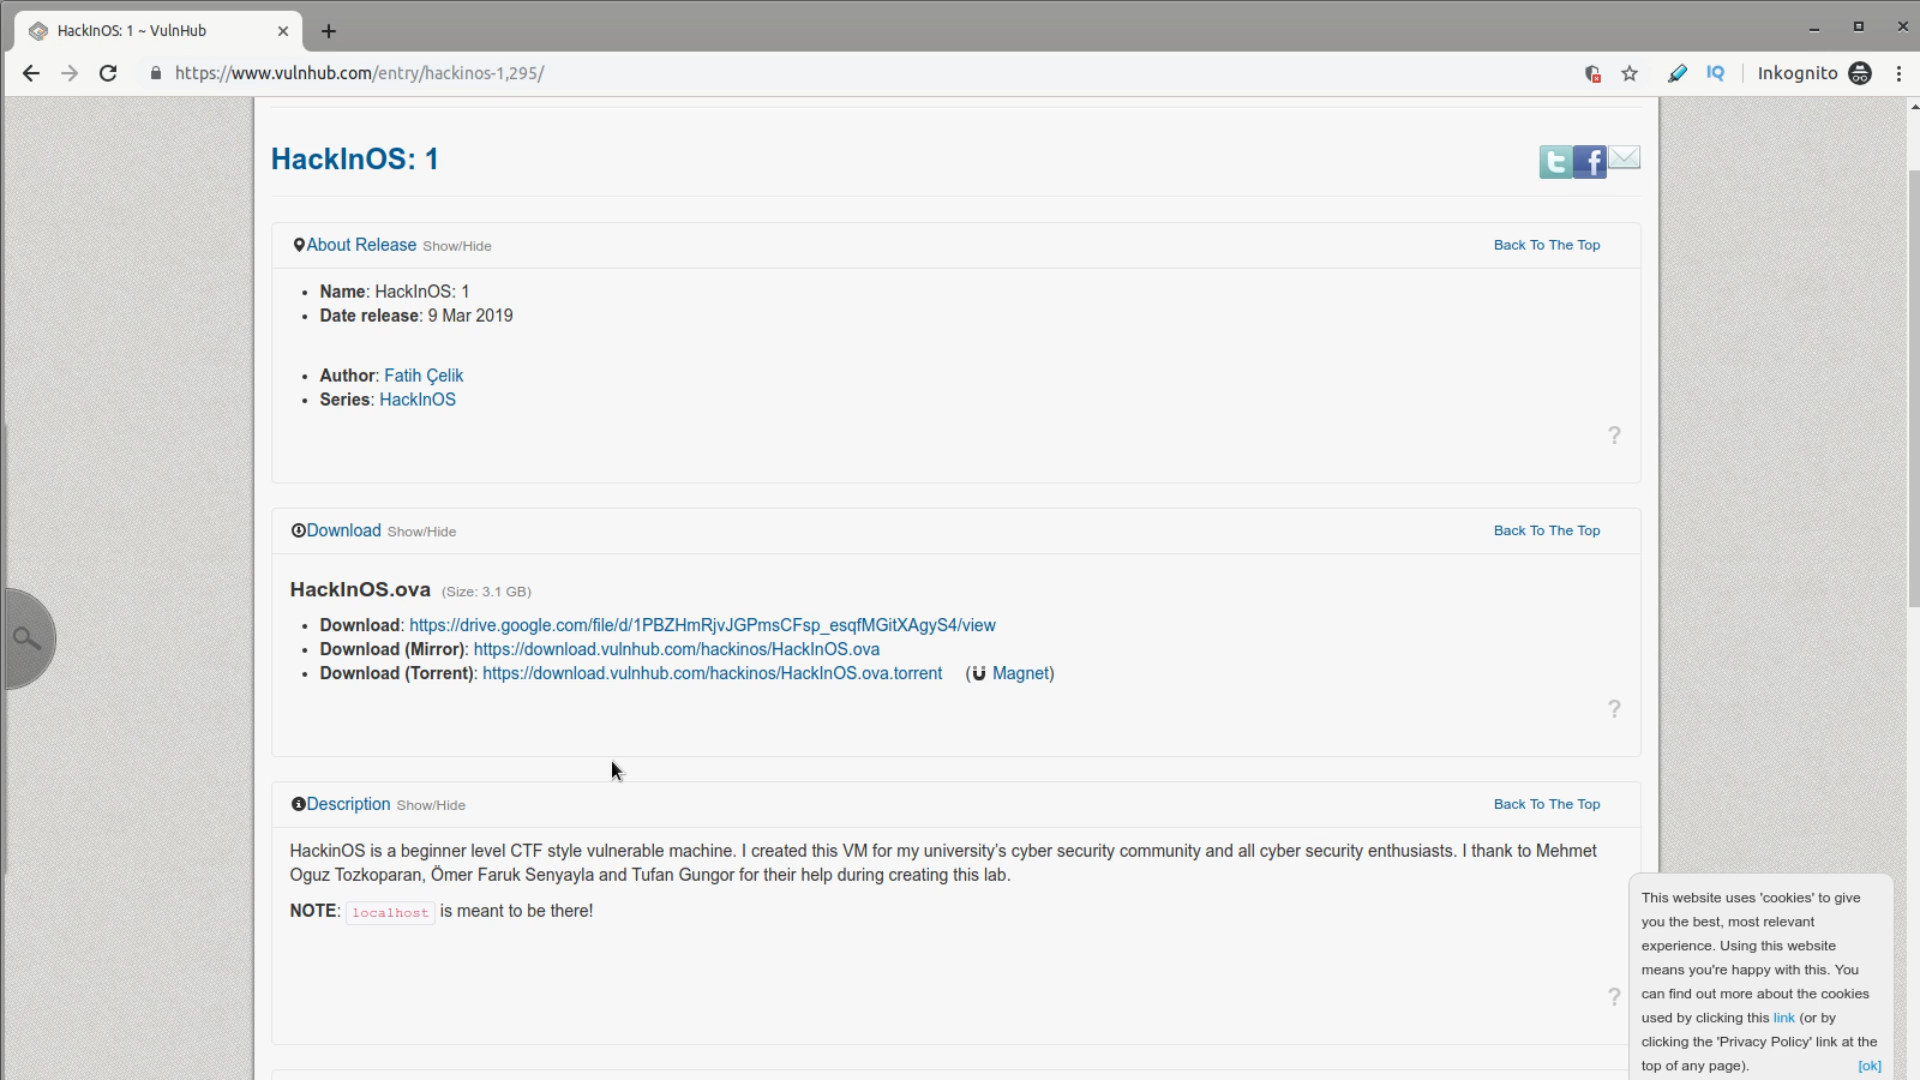 HackInOS: 1 ~ VulnHub
https://www.vulnhub.com/entry/hackinos-1,295/
IQ
Inkognito
HackInOS: 1
About Release Show/Hide
Back To The Top
Name: HackInOS: 1
Date release: 9 Mar 2019
Author: Fatih Çelik
Series: HackInOS
?
Download Show/Hide
Back To The Top
HackInOS.ova (Size: 3.1 GB)
Download: https://drive.google.com/file/d/1PBZHmRjvJGPmsCFsp_esqfMGitXAgyS4/view
Download (Mirror): https://download.vulnhub.com/hackinos/HackInOS.ova
Download (Torrent): https://download.vulnhub.com/hackinos/HackInOS.ova.torrent (Magnet)
?
Description Show/Hide
Back To The Top
HackinOS is a beginner level CTF style vulnerable machine. I created this VM for my university's cyber security community and all cyber security enthusiasts. I thank to Mehmet
Oguz Tozkoparan, Ömer Faruk Senyayla and Tufan Gungor for their help during creating this lab.
NOTE: localhost is meant to be there!
?
This website uses 'cookies' to give
you the best, most relevant
experience. Using this website
means you're happy with this. You
can find out more about the cookies
used by clicking this link (or by
clicking the 'Privacy Policy' link at the
top of any page).
[ok]